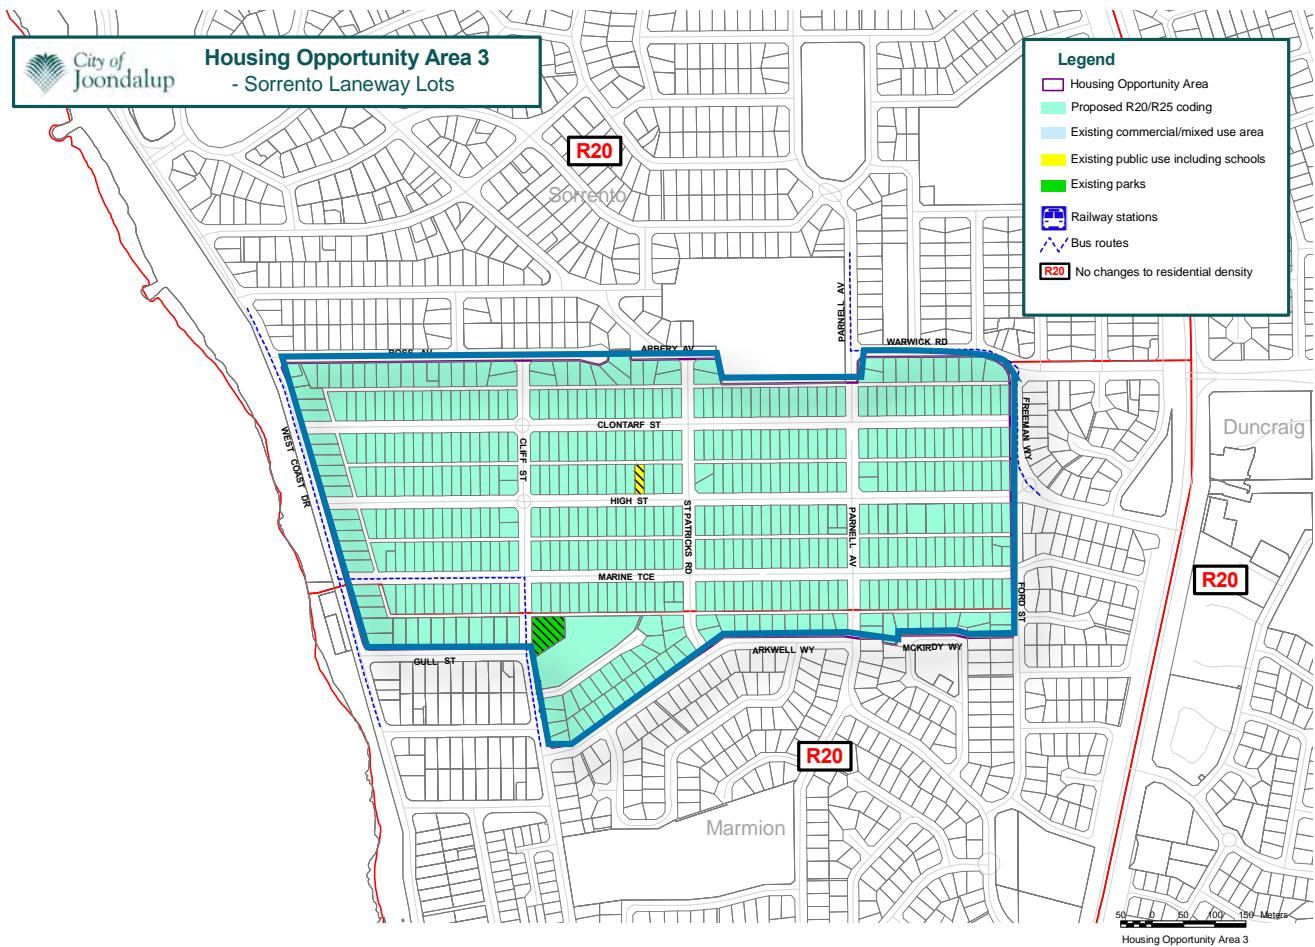 City of
Joondalup
Housing Opportunity Area 3
- Sorrento Laneway Lots
Legend
Housing Opportunity Area
Proposed R20/R25 coding
Existing commercial/mixed use area
Existing public use including schools
Existing parks
Railway stations
Bus routes
R20 No changes to residential density
R20
Sorrento
PARNELL AV
ROSS AV
ARBERY AV
WARWICK RD
WEST COAST DR
CLIFF ST
CLONTARF ST
FREEMAN WY
Duncraig
HIGH ST
ST PATRICKS RD
PARNELL AV
MARINE TCE
FORD ST
R20
GULL ST
ARKWELL WY
MCKIRDY WY
R20
Marmion
50 0 50 100 150 Meters
Housing Opportunity Area 3